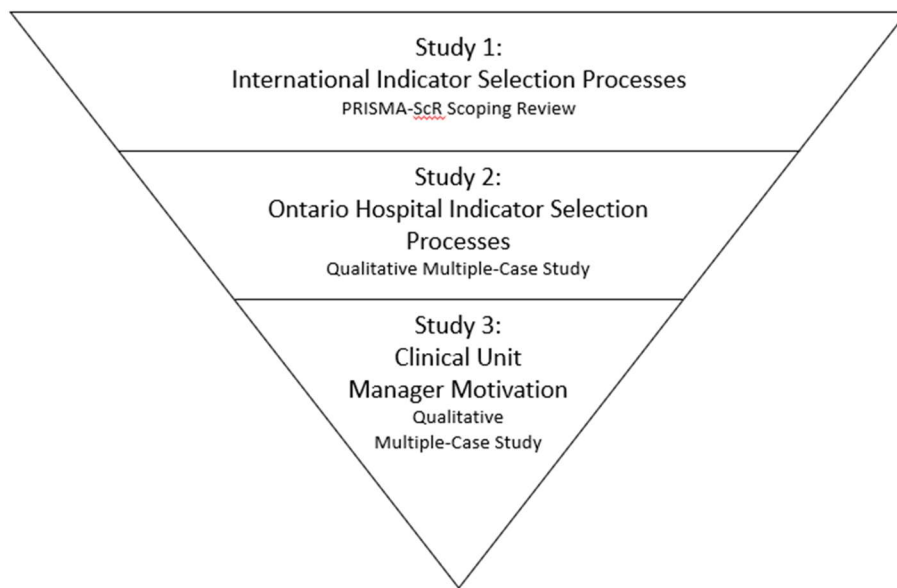 Study 1:
International Indicator Selection Processes
PRISMA-ScR Scoping Review
Study 2:
Ontario Hospital Indicator Selection
Processes
Qualitative Multiple-Case Study
Study 3:
Clinical Unit
Manager Motivation
Qualitative
Multiple-Case Study